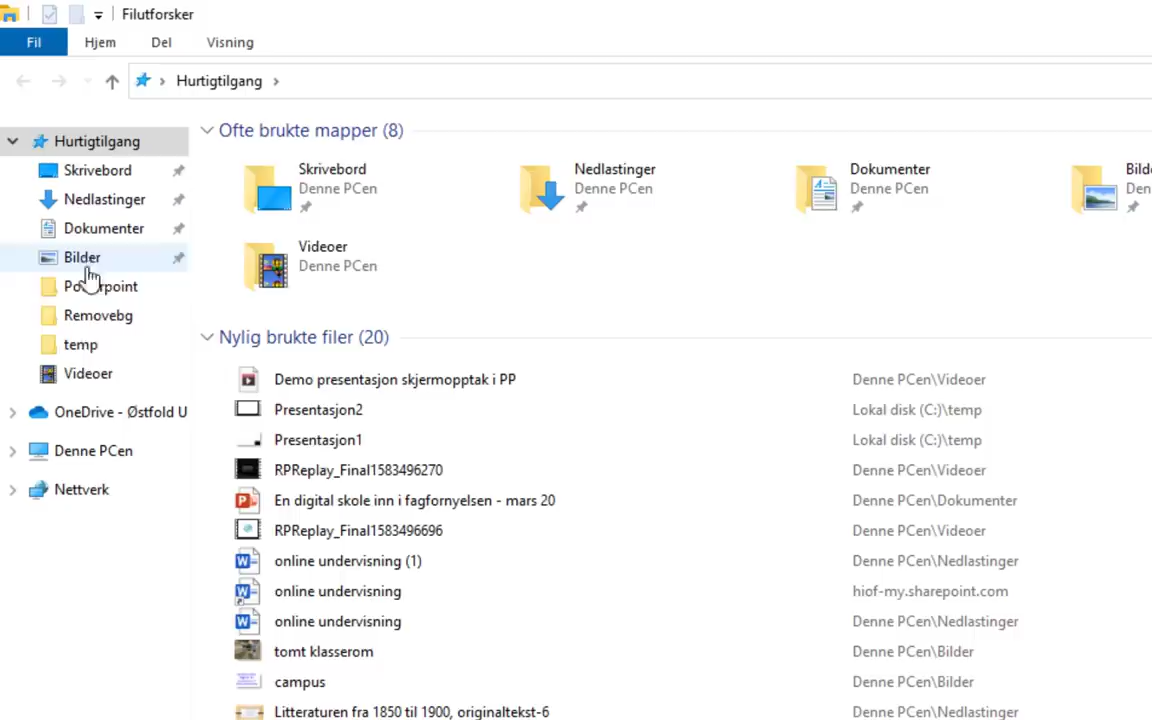 Filutforsker
Fil Hjem Del Visning
Hurtigtilgang
Hurtigtilgang
Skrivebord
Nedlastinger
Dokumenter
Bilder
Powerpoint
Removebg
temp
Videoer
OneDrive - Østfold U
Denne PCen
Nettverk
Ofte brukte mapper (8)
Skrivebord
Denne PCen
Nedlastinger
Denne PCen
Dokumenter
Denne PCen
Bilde
Den
Videoer
Denne PCen
Nylig brukte filer (20)
Demo presentasjon skjermopptak i PP Denne PCen\Videoer
Presentasjon2 Lokal disk (C:)\temp
Presentasjon1 Lokal disk (C:)\temp
RPReplay_Final1583496270 Denne PCen\Videoer
En digital skole inn i fagfornyelsen - mars 20 Denne PCen\Dokumenter
RPReplay_Final1583496696 Denne PCen\Videoer
online undervisning (1) Denne PCen\Nedlastinger
online undervisning hiof-my.sharepoint.com
online undervisning Denne PCen\Nedlastinger
tomt klasserom Denne PCen\Bilder
campus Denne PCen\Bilder
Litteraturen fra 1850 til 1900, originaltekst-6 Denne PCen\Nedlastinger